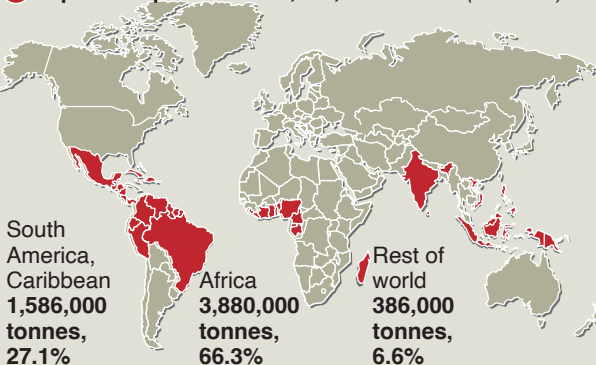 South
America,
Caribbean
1,586,000
tonnes,
27.1%
Africa
3,880,000
tonnes,
66.3%
Rest of
world
386,000
tonnes,
6.6%